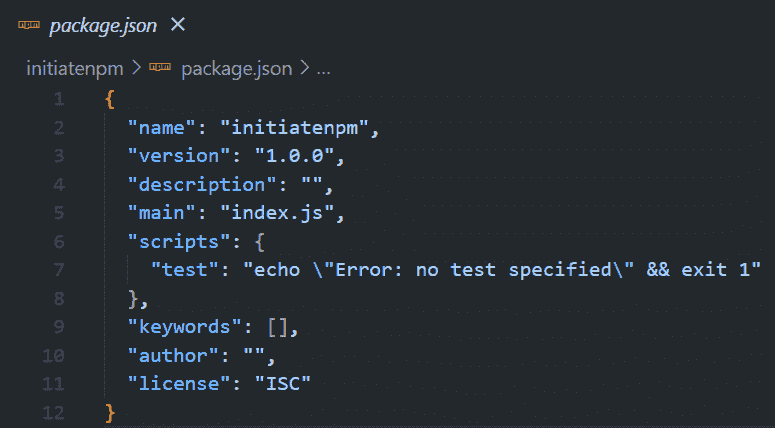 package.json ×
initiatenpm > package.json > ...
1 {
2 "name": "initiatenpm",
3 "version": "1.0.0",
4 "description": "",
5 "main": "index.js",
6 "scripts": {
7 "test": "echo \"Error: no test specified\" && exit 1"
8 },
9 "keywords": [],
10 "author": "",
11 "license": "ISC"
12 }